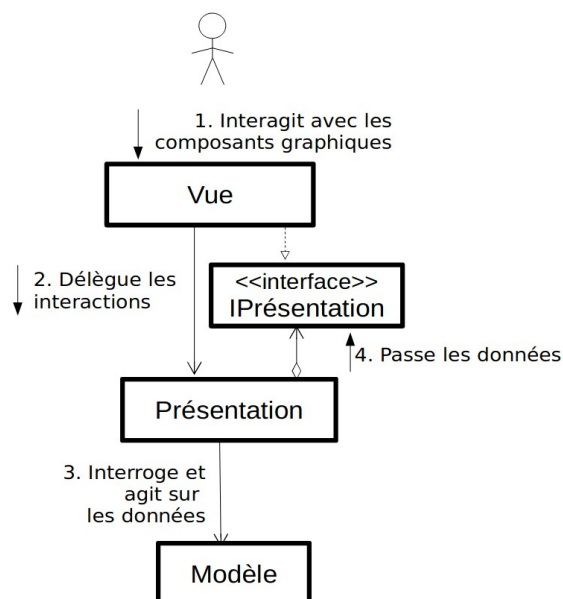 1. Interagit avec les
composants graphiques
Vue
2. Délègue les
interactions
<<interface>>
IPrésentation
4. Passe les données
Présentation
3. Interroge et
agit sur
les données
Modèle